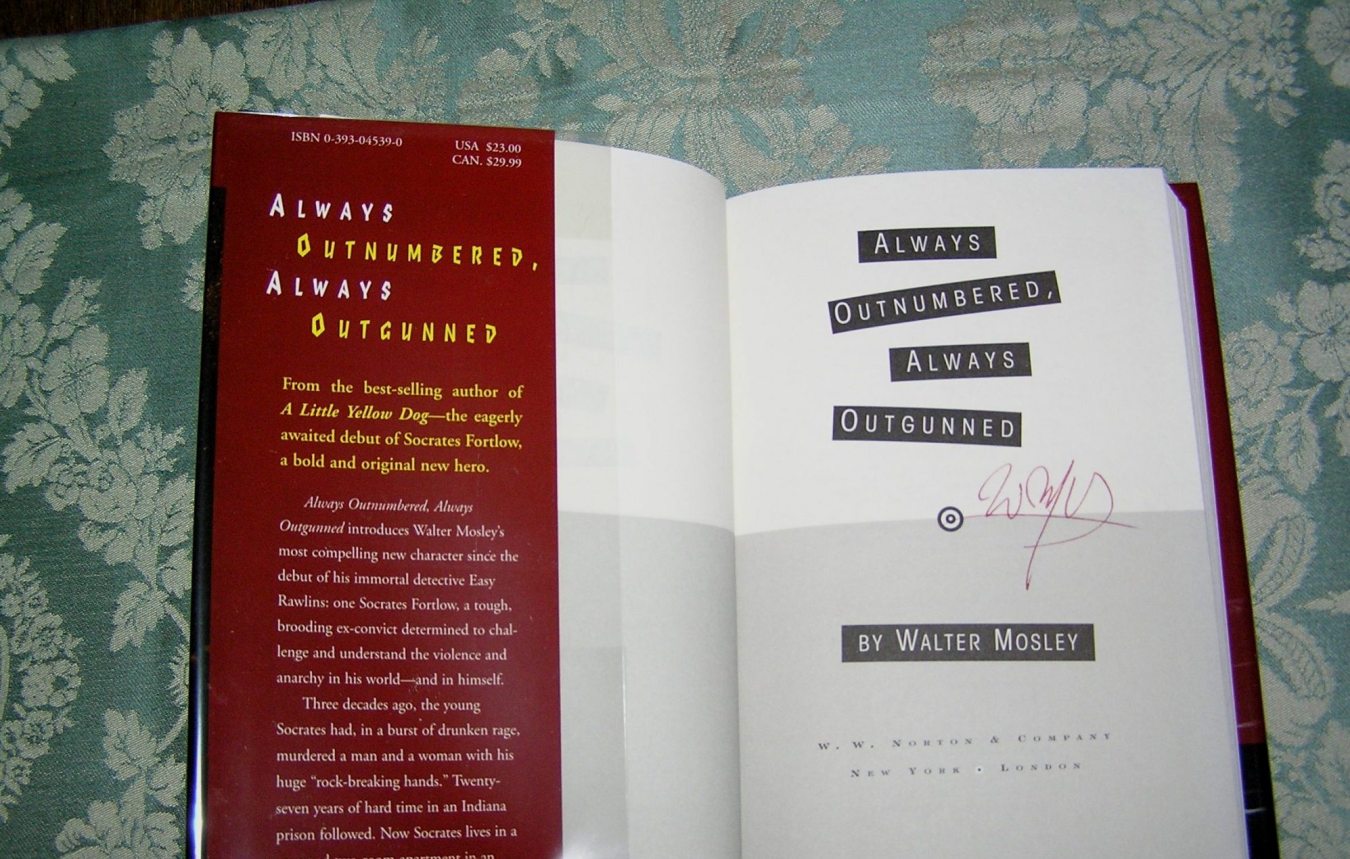 ISBN 0-393-04539-0
USA $23.00
CAN. $29.99
ALWAYS
OUTNUMBERED,
ALWAYS
OUTGUNNED
From the best-selling author of
A Little Yellow Dog—the eagerly
awaited debut of Socrates Fortlow,
a bold and original new hero.
Always Outnumbered, Always
Outgunned introduces Walter Mosley's
most compelling new character since the
debut of his immortal detective Easy
Rawlins: one Socrates Fortlow, a tough,
brooding ex-convict determined to chal-
lenge and understand the violence and
anarchy in his world—and in himself.
Three decades ago, the young
Socrates had, in a burst of drunken rage,
murdered a man and a woman with his
huge “rock-breaking hands.” Twenty-
seven years of hard time in an Indiana
prison followed. Now Socrates lives in a
ALWAYS
OUTNUMBERED,
ALWAYS
OUTGUNNED
BY WALTER MOSLEY
W. W. NORTON & COMPANY
NEW YORK • LONDON